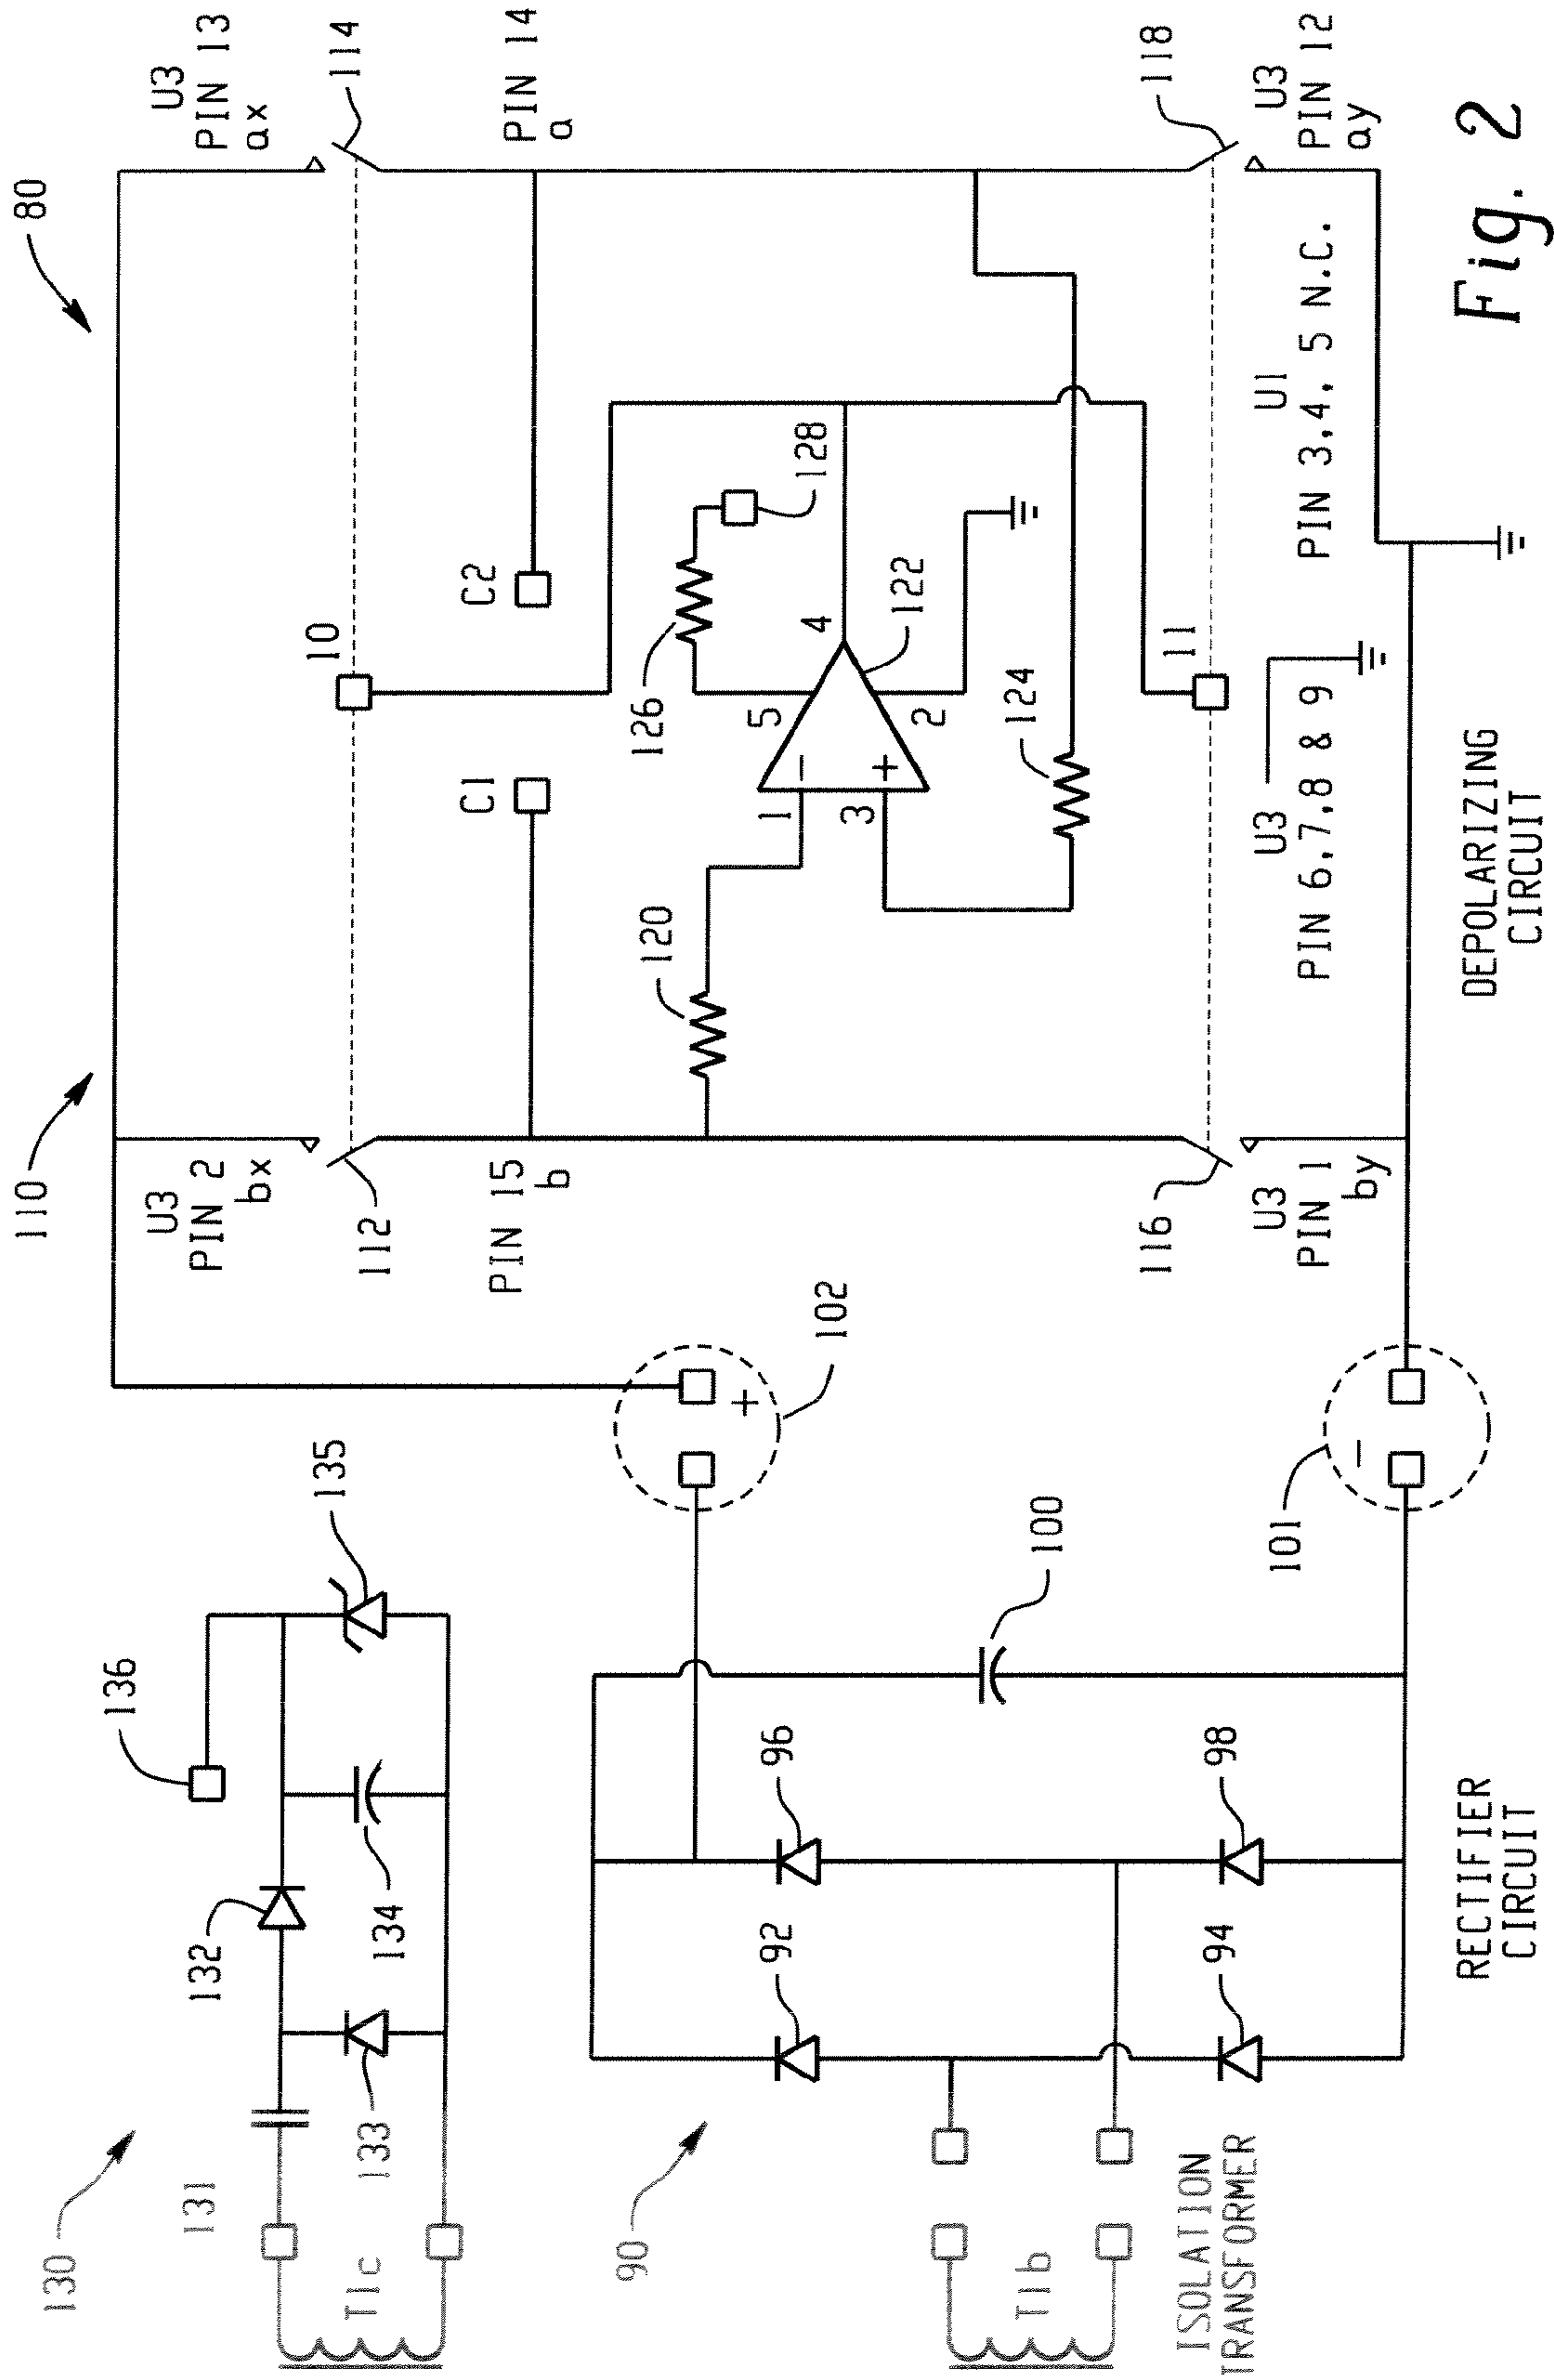 130
131
T1c
133
132
134
136
135
90
T1b
ISOLATION
TRANSFORMER
92
94
96
98
100
RECTIFIER
CIRCUIT
102
+
101
−
110
80
U3
PIN 2
bx
112
PIN 15
b
116
U3
PIN 1
by
10
C1
C2
120
1
−
3
+
5
2
4
126
128
122
124
11
U3
PIN 6,7,8 & 9
U1
PIN 3,4, 5 N.C.
U3
PIN 13
ax
114
PIN 14
a
118
U3
PIN 12
ay
DEPOLARIZING
CIRCUIT
Fig. 2